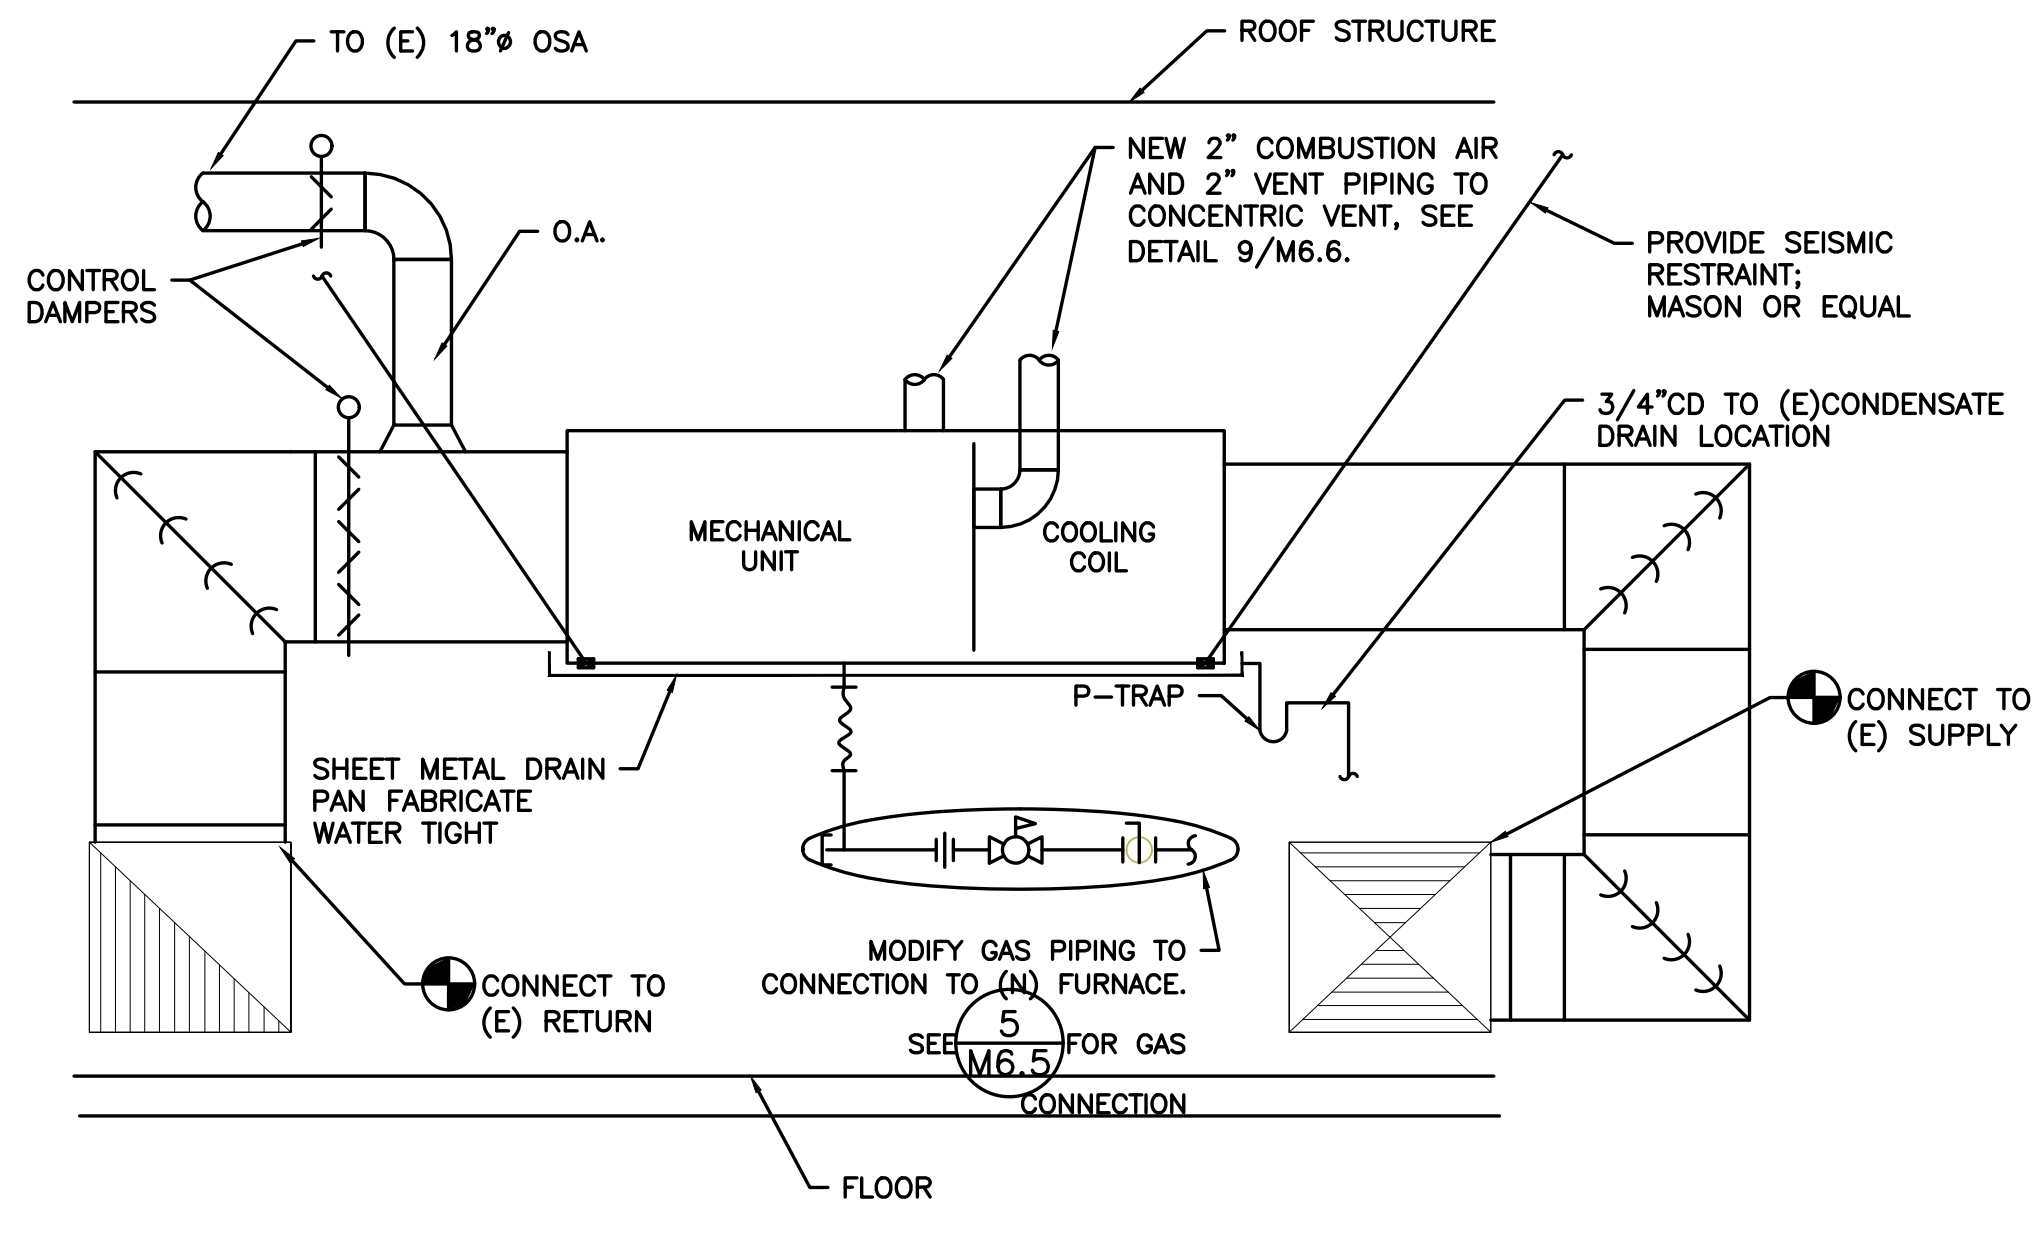 TO (E) 18"ø OSA
ROOF STRUCTURE
NEW 2" COMBUSTION AIR
AND 2" VENT PIPING TO
CONCENTRIC VENT, SEE
DETAIL 9/M6.6.
O.A.
PROVIDE SEISMIC
RESTRAINT;
MASON OR EQUAL
CONTROL
DAMPERS
3/4"CD TO (E)CONDENSATE
DRAIN LOCATION
MECHANICAL
UNIT
COOLING
COIL
P-TRAP
CONNECT TO
(E) SUPPLY
SHEET METAL DRAIN
PAN FABRICATE
WATER TIGHT
MODIFY GAS PIPING TO
CONNECTION TO (N) FURNACE.
CONNECT TO
(E) RETURN
5
SEE FOR GAS
M6.5
CONNECTION
FLOOR